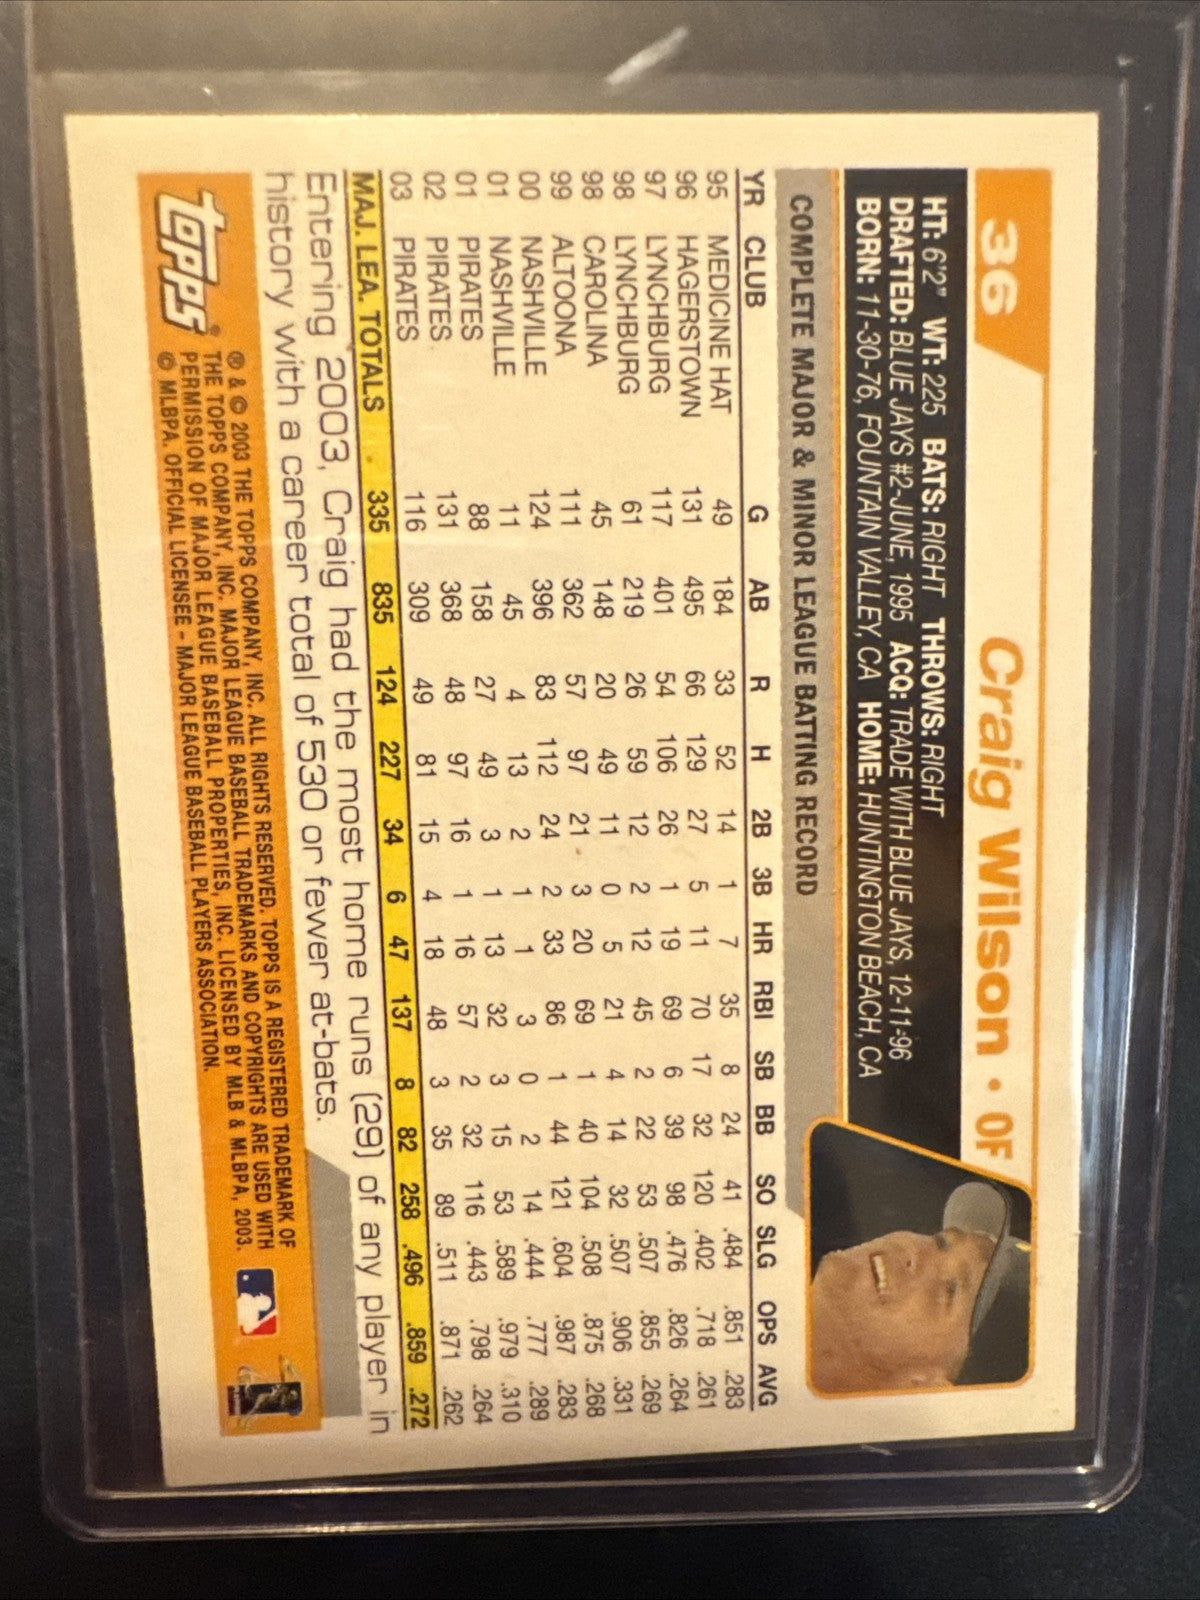 36
Craig Wilson • OF
HT: 6'2" WT: 225 BATS: RIGHT THROWS: RIGHT
DRAFTED: BLUE JAYS #2-JUNE, 1995 ACQ: TRADE WITH BLUE JAYS, 12-11-96
BORN: 11-30-76, FOUNTAIN VALLEY, CA HOME: HUNTINGTON BEACH, CA
COMPLETE MAJOR & MINOR LEAGUE BATTING RECORD
YR CLUB G AB R H 2B 3B HR RBI SB BB SO SLG OPS AVG
95 MEDICINE HAT 49 184 33 52 14 1 7 35 8 24 41 .484 .851 .283
96 HAGERSTOWN 131 495 66 129 27 5 11 70 17 32 120 .402 .718 .261
97 LYNCHBURG 117 401 54 106 26 1 19 69 6 39 98 .476 .826 .264
98 LYNCHBURG 61 219 26 59 12 2 12 45 2 22 53 .507 .855 .269
98 CAROLINA 45 148 20 49 11 0 5 21 4 14 32 .507 .906 .331
99 ALTOONA 111 362 57 97 21 3 20 69 1 40 104 .508 .875 .268
00 NASHVILLE 124 396 83 112 24 2 33 86 1 44 121 .604 .987 .283
01 NASHVILLE 11 45 4 13 2 1 1 3 0 2 14 .444 .777 .289
01 PIRATES 88 158 27 49 3 1 13 32 3 15 53 .589 .979 .310
02 PIRATES 131 368 48 97 16 1 16 57 2 32 116 .443 .798 .264
03 PIRATES 116 309 49 81 15 4 18 48 3 35 89 .511 .871 .262
MAJ. LEA. TOTALS 335 835 124 227 34 6 47 137 8 82 258 .496 .859 .272
Entering 2003, Craig had the most home runs (29) of any player in
history with a career total of 530 or fewer at-bats.
topps®
® & © 2003 THE TOPPS COMPANY, INC. ALL RIGHTS RESERVED. TOPPS IS A REGISTERED TRADEMARK OF
THE TOPPS COMPANY, INC. MAJOR LEAGUE BASEBALL TRADEMARKS AND COPYRIGHTS ARE USED WITH
PERMISSION OF MAJOR LEAGUE BASEBALL PROPERTIES, INC. LICENSED BY MLB & MLBPA, 2003.
© MLBPA. OFFICIAL LICENSEE - MAJOR LEAGUE BASEBALL PLAYERS ASSOCIATION.